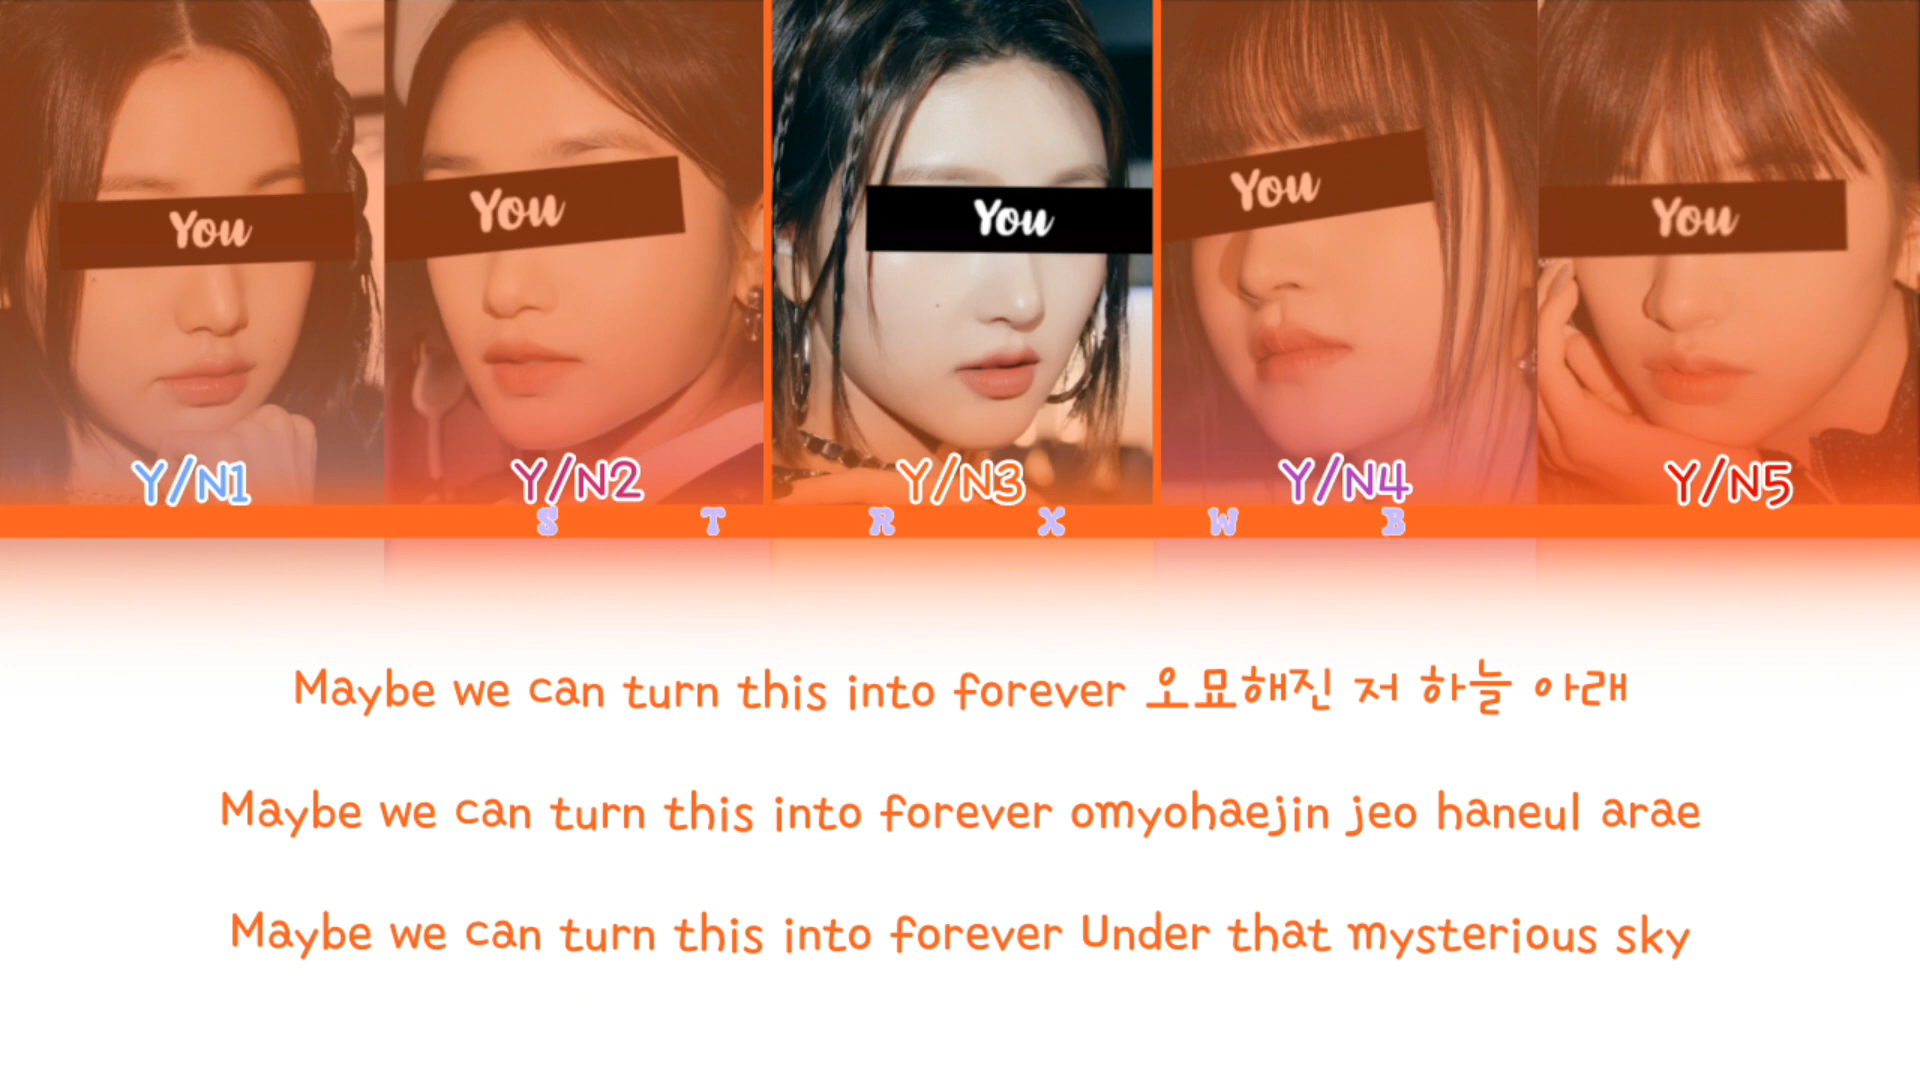 You You You You You
Y/N1 Y/N2 Y/N3 Y/N4 Y/N5
S T R X W B
Maybe we can turn this into forever 오묘해진 저 하늘 아래
Maybe we can turn this into forever omyohaejin jeo haneul arae
Maybe we can turn this into forever Under that mysterious sky